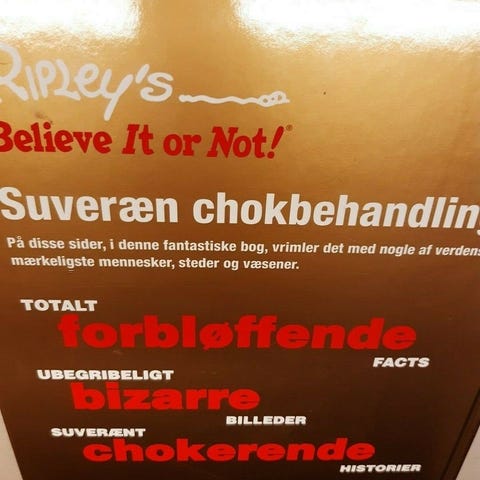 RIPLEY's
Believe It or Not!®
Suveræn chokbehandling
På disse sider, i denne fantastiske bog, vrimler det med nogle af verdens
mærkeligste mennesker, steder og væsener.
TOTALT
forbløffende
FACTS
UBEGRIBELIGT
bizarre
BILLEDER
SUVERÆNT
chokerende
HISTORIER